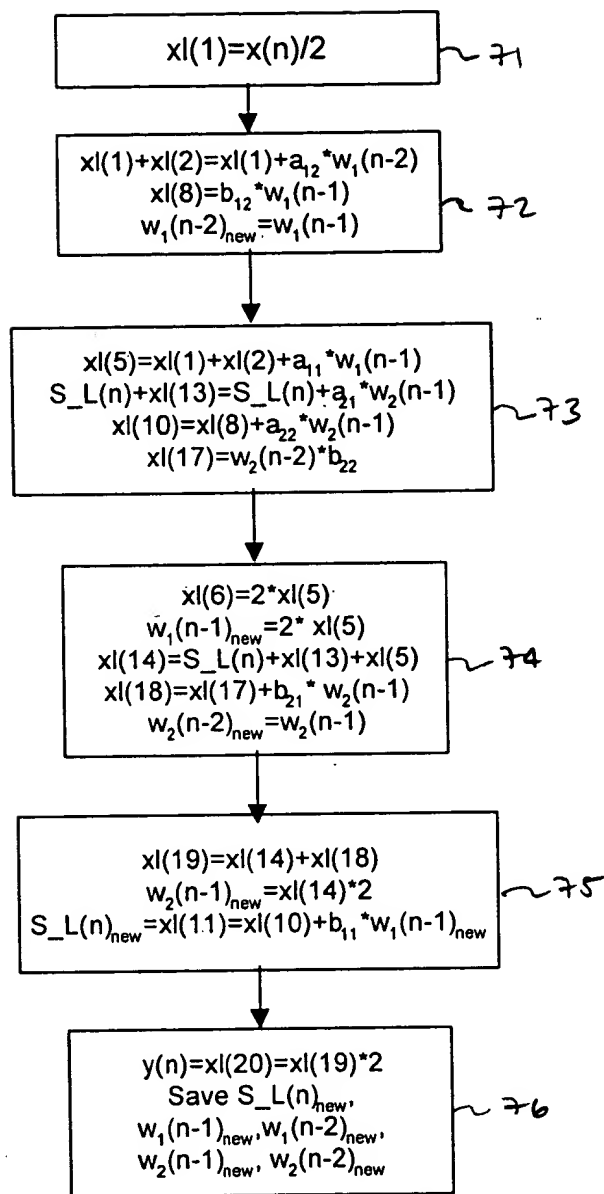 xl(1)=x(n)/2
71
xl(1)+xl(2)=xl(1)+a₁₂*w₁(n-2)
xl(8)=b₁₂*w₁(n-1)
w₁(n-2)new=w₁(n-1)
72
xl(5)=xl(1)+xl(2)+a₁₁*w₁(n-1)
S_L(n)+xl(13)=S_L(n)+a₂₁*w₂(n-1)
xl(10)=xl(8)+a₂₂*w₂(n-1)
xl(17)=w₂(n-2)*b₂₂
73
xl(6)=2*xl(5)
w₁(n-1)new=2* xl(5)
xl(14)=S_L(n)+xl(13)+xl(5)
xl(18)=xl(17)+b₂₁* w₂(n-1)
w₂(n-2)new=w₂(n-1)
74
xl(19)=xl(14)+xl(18)
w₂(n-1)new=xl(14)*2
S_L(n)new=xl(11)=xl(10)+b₁₁*w₁(n-1)new
75
y(n)=xl(20)=xl(19)*2
Save S_L(n)new,
w₁(n-1)new,w₁(n-2)new,
w₂(n-1)new, w₂(n-2)new
76